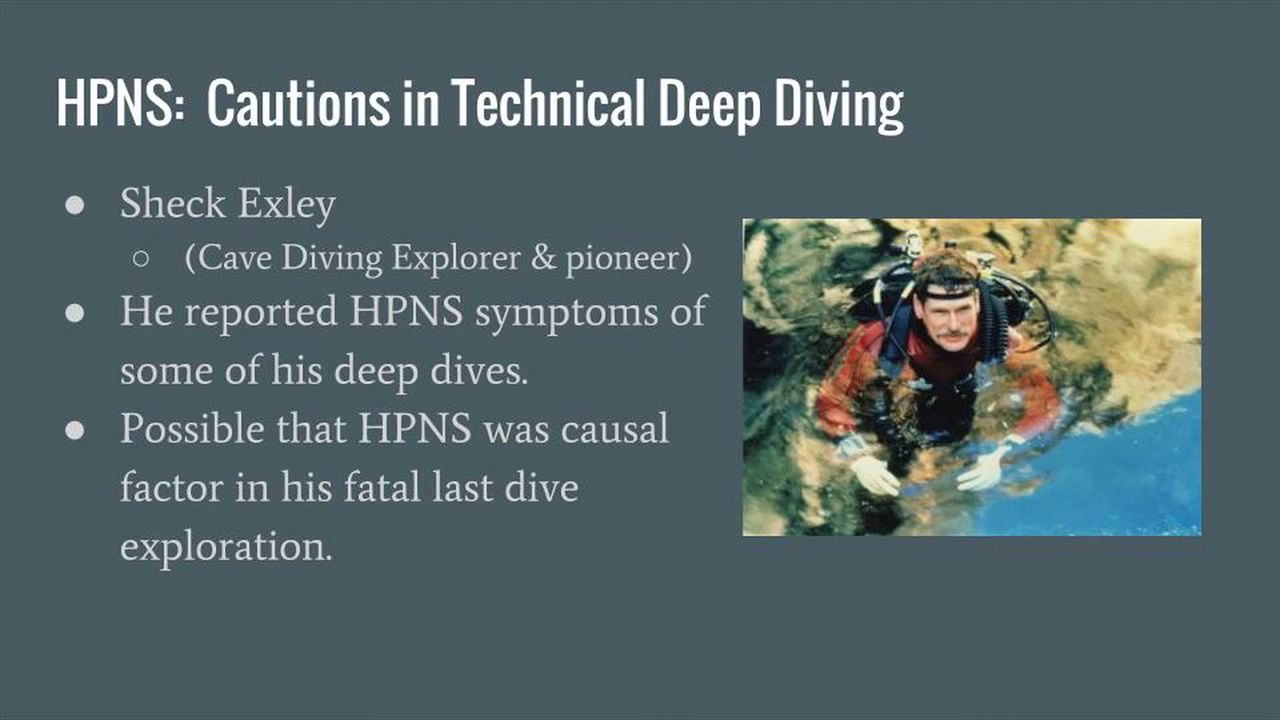 HPNS:  Cautions in Technical Deep Diving
● Sheck Exley
○ (Cave Diving Explorer & pioneer)
● He reported HPNS symptoms of
some of his deep dives.
● Possible that HPNS was causal
factor in his fatal last dive
exploration.